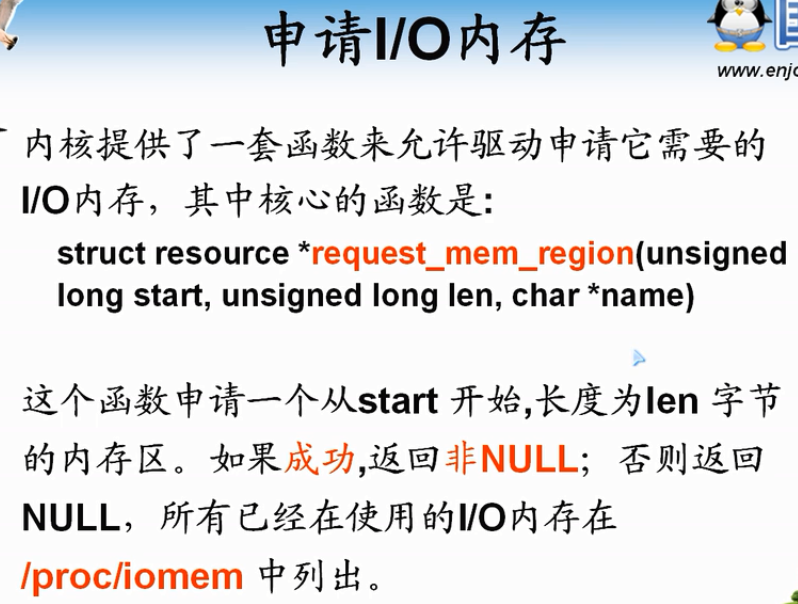 申请I/O内存
www.enjo
内核提供了一套函数来允许驱动申请它需要的
I/O内存，其中核心的函数是:
struct resource *request_mem_region(unsigned
long start, unsigned long len, char *name)
这个函数申请一个从start 开始,长度为len 字节
的内存区。如果成功,返回非NULL；否则返回
NULL，所有已经在使用的I/O内存在
/proc/iomem 中列出。